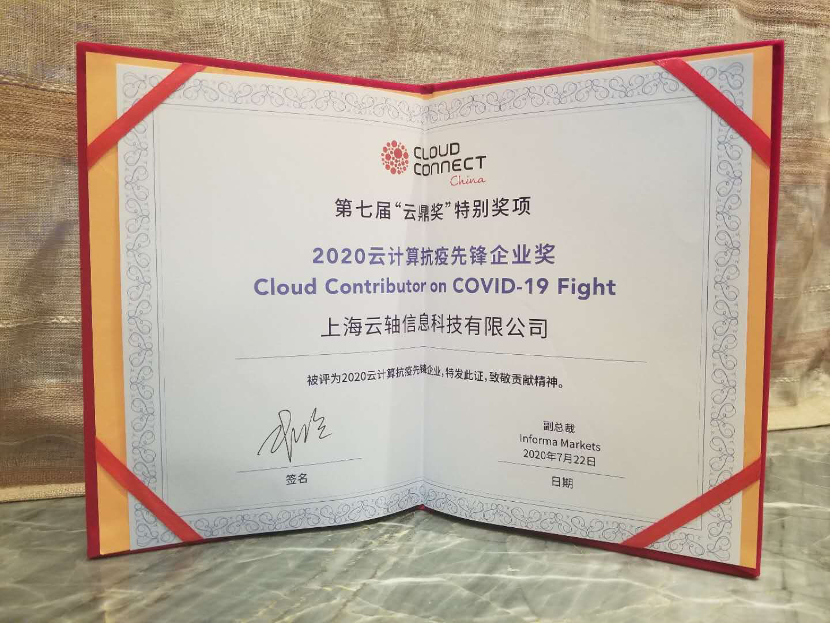 CLOUD
CONNECT
China
第七届“云鼎奖”特别奖项
2020云计算抗疫先锋企业奖
Cloud Contributor on COVID-19 Fight
上海云轴信息科技有限公司
被评为2020云计算抗疫先锋企业,特发此证,致敬贡献精神。
签名
副总裁
Informa Markets
2020年7月22日
日期